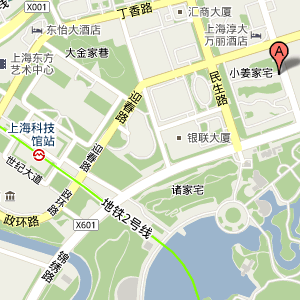 X001
丁香路
汇商大厦
东怡大酒店
上海淳大
万丽酒店
大金家巷
A
上海东方
艺术中心
小姜家宅
民生路
迎春路
上海科技
馆站
迎春路
银联大厦
世纪大道
政环路
诸家宅
政环路
X601
地铁2号线
锦绣路